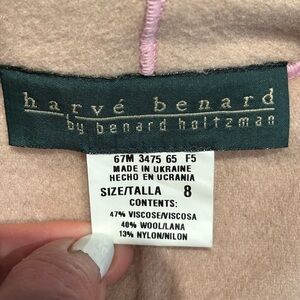 harvé benard
by benard holtzman
67M 3475 65 F5
MADE IN UKRAINE
HECHO EN UCRANIA
SIZE/TALLA 8
CONTENTS:
47% VISCOSE/VISCOSA
40% WOOL/LANA
13% NYLON/NILON